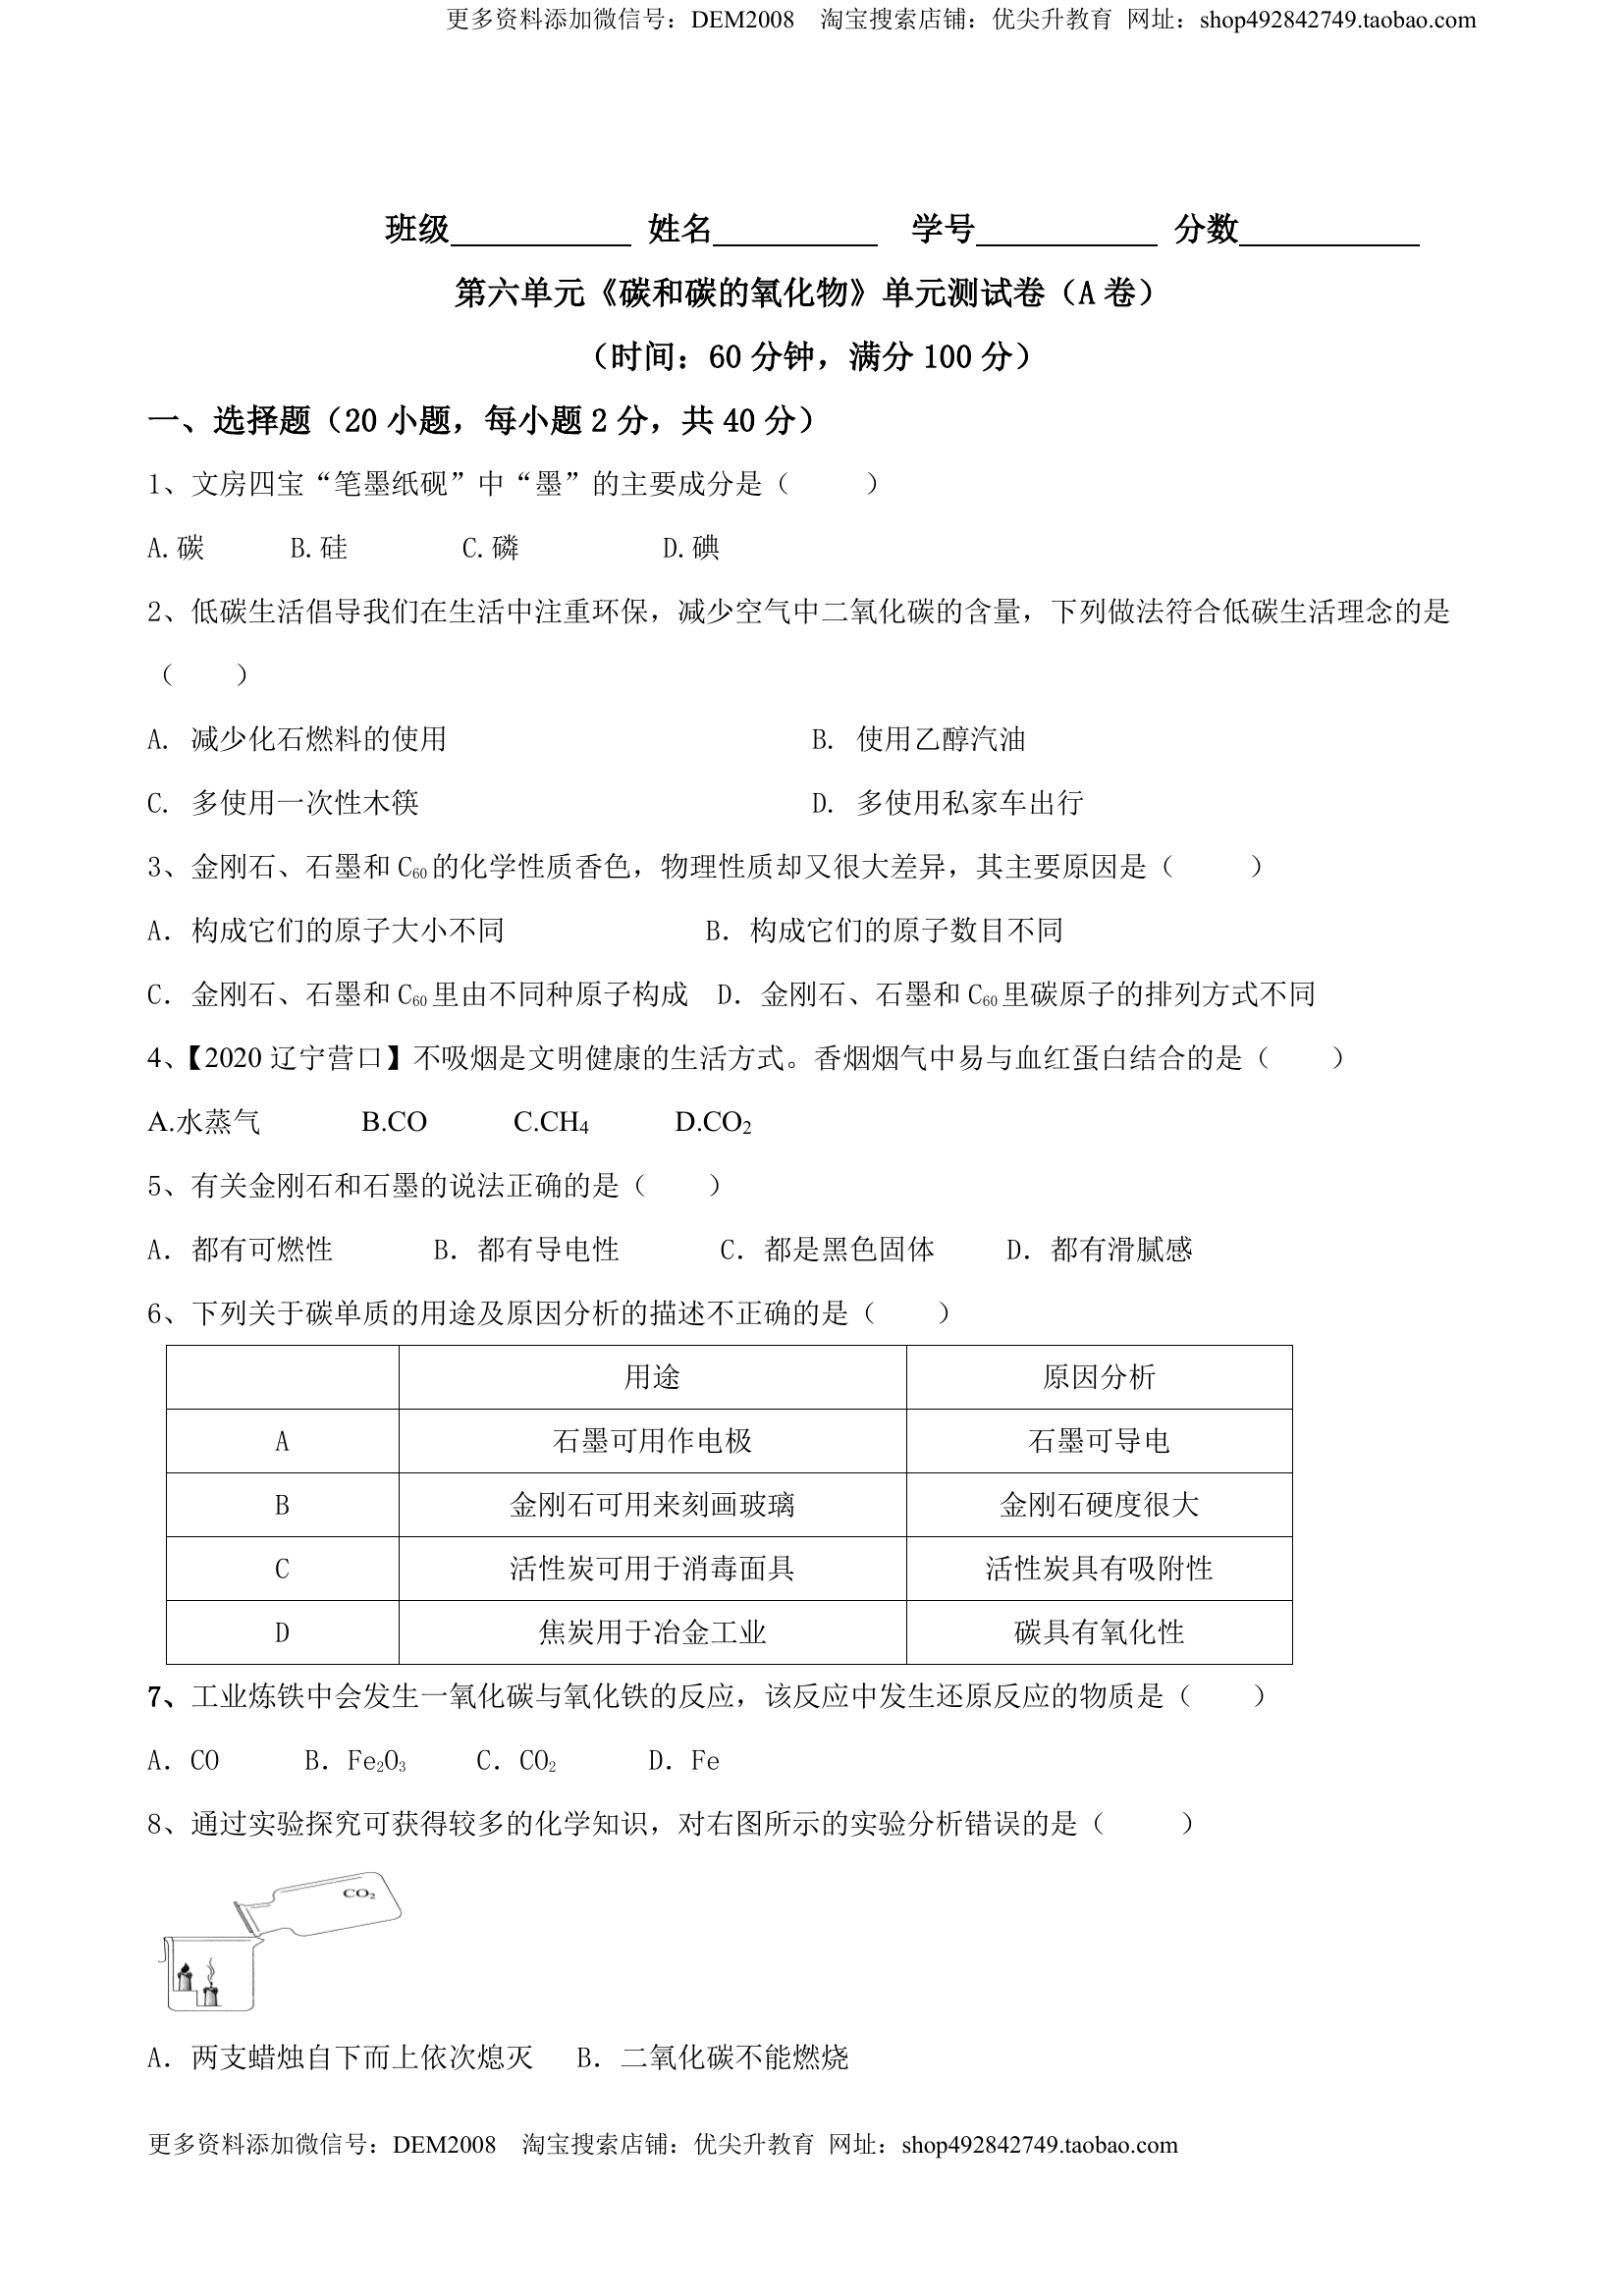 更多资料添加微信号：DEM2008 淘宝搜索店铺：优尖升教育 网址：shop492842749.taobao.com
班级__________ 姓名__________ 学号__________ 分数__________
第六单元《碳和碳的氧化物》单元测试卷（A 卷）
（时间：60 分钟，满分 100 分）
一、选择题（20 小题，每小题 2 分，共 40 分）
1、文房四宝“笔墨纸砚”中“墨”的主要成分是（ ）
A.碳 B.硅 C.磷 D.碘
2、低碳生活倡导我们在生活中注重环保，减少空气中二氧化碳的含量，下列做法符合低碳生活理念的是
（ ）
A. 减少化石燃料的使用 B. 使用乙醇汽油
C. 多使用一次性木筷 D. 多使用私家车出行
3、金刚石、石墨和 C₆₀的化学性质香色，物理性质却又很大差异，其主要原因是（ ）
A．构成它们的原子大小不同 B．构成它们的原子数目不同
C．金刚石、石墨和 C₆₀里由不同种原子构成 D．金刚石、石墨和 C₆₀里碳原子的排列方式不同
4、【2020 辽宁营口】不吸烟是文明健康的生活方式。香烟烟气中易与血红蛋白结合的是（ ）
A.水蒸气 B.CO C.CH₄ D.CO₂
5、有关金刚石和石墨的说法正确的是（ ）
A．都有可燃性 B．都有导电性 C．都是黑色固体 D．都有滑腻感
6、下列关于碳单质的用途及原因分析的描述不正确的是（ ）
用途 原因分析
A 石墨可用作电极 石墨可导电
B 金刚石可用来刻画玻璃 金刚石硬度很大
C 活性炭可用于消毒面具 活性炭具有吸附性
D 焦炭用于冶金工业 碳具有氧化性
7、工业炼铁中会发生一氧化碳与氧化铁的反应，该反应中发生还原反应的物质是（ ）
A．CO B．Fe₂O₃ C．CO₂ D．Fe
8、通过实验探究可获得较多的化学知识，对右图所示的实验分析错误的是（ ）
CO₂
A．两支蜡烛自下而上依次熄灭 B．二氧化碳不能燃烧
更多资料添加微信号：DEM2008 淘宝搜索店铺：优尖升教育 网址：shop492842749.taobao.com